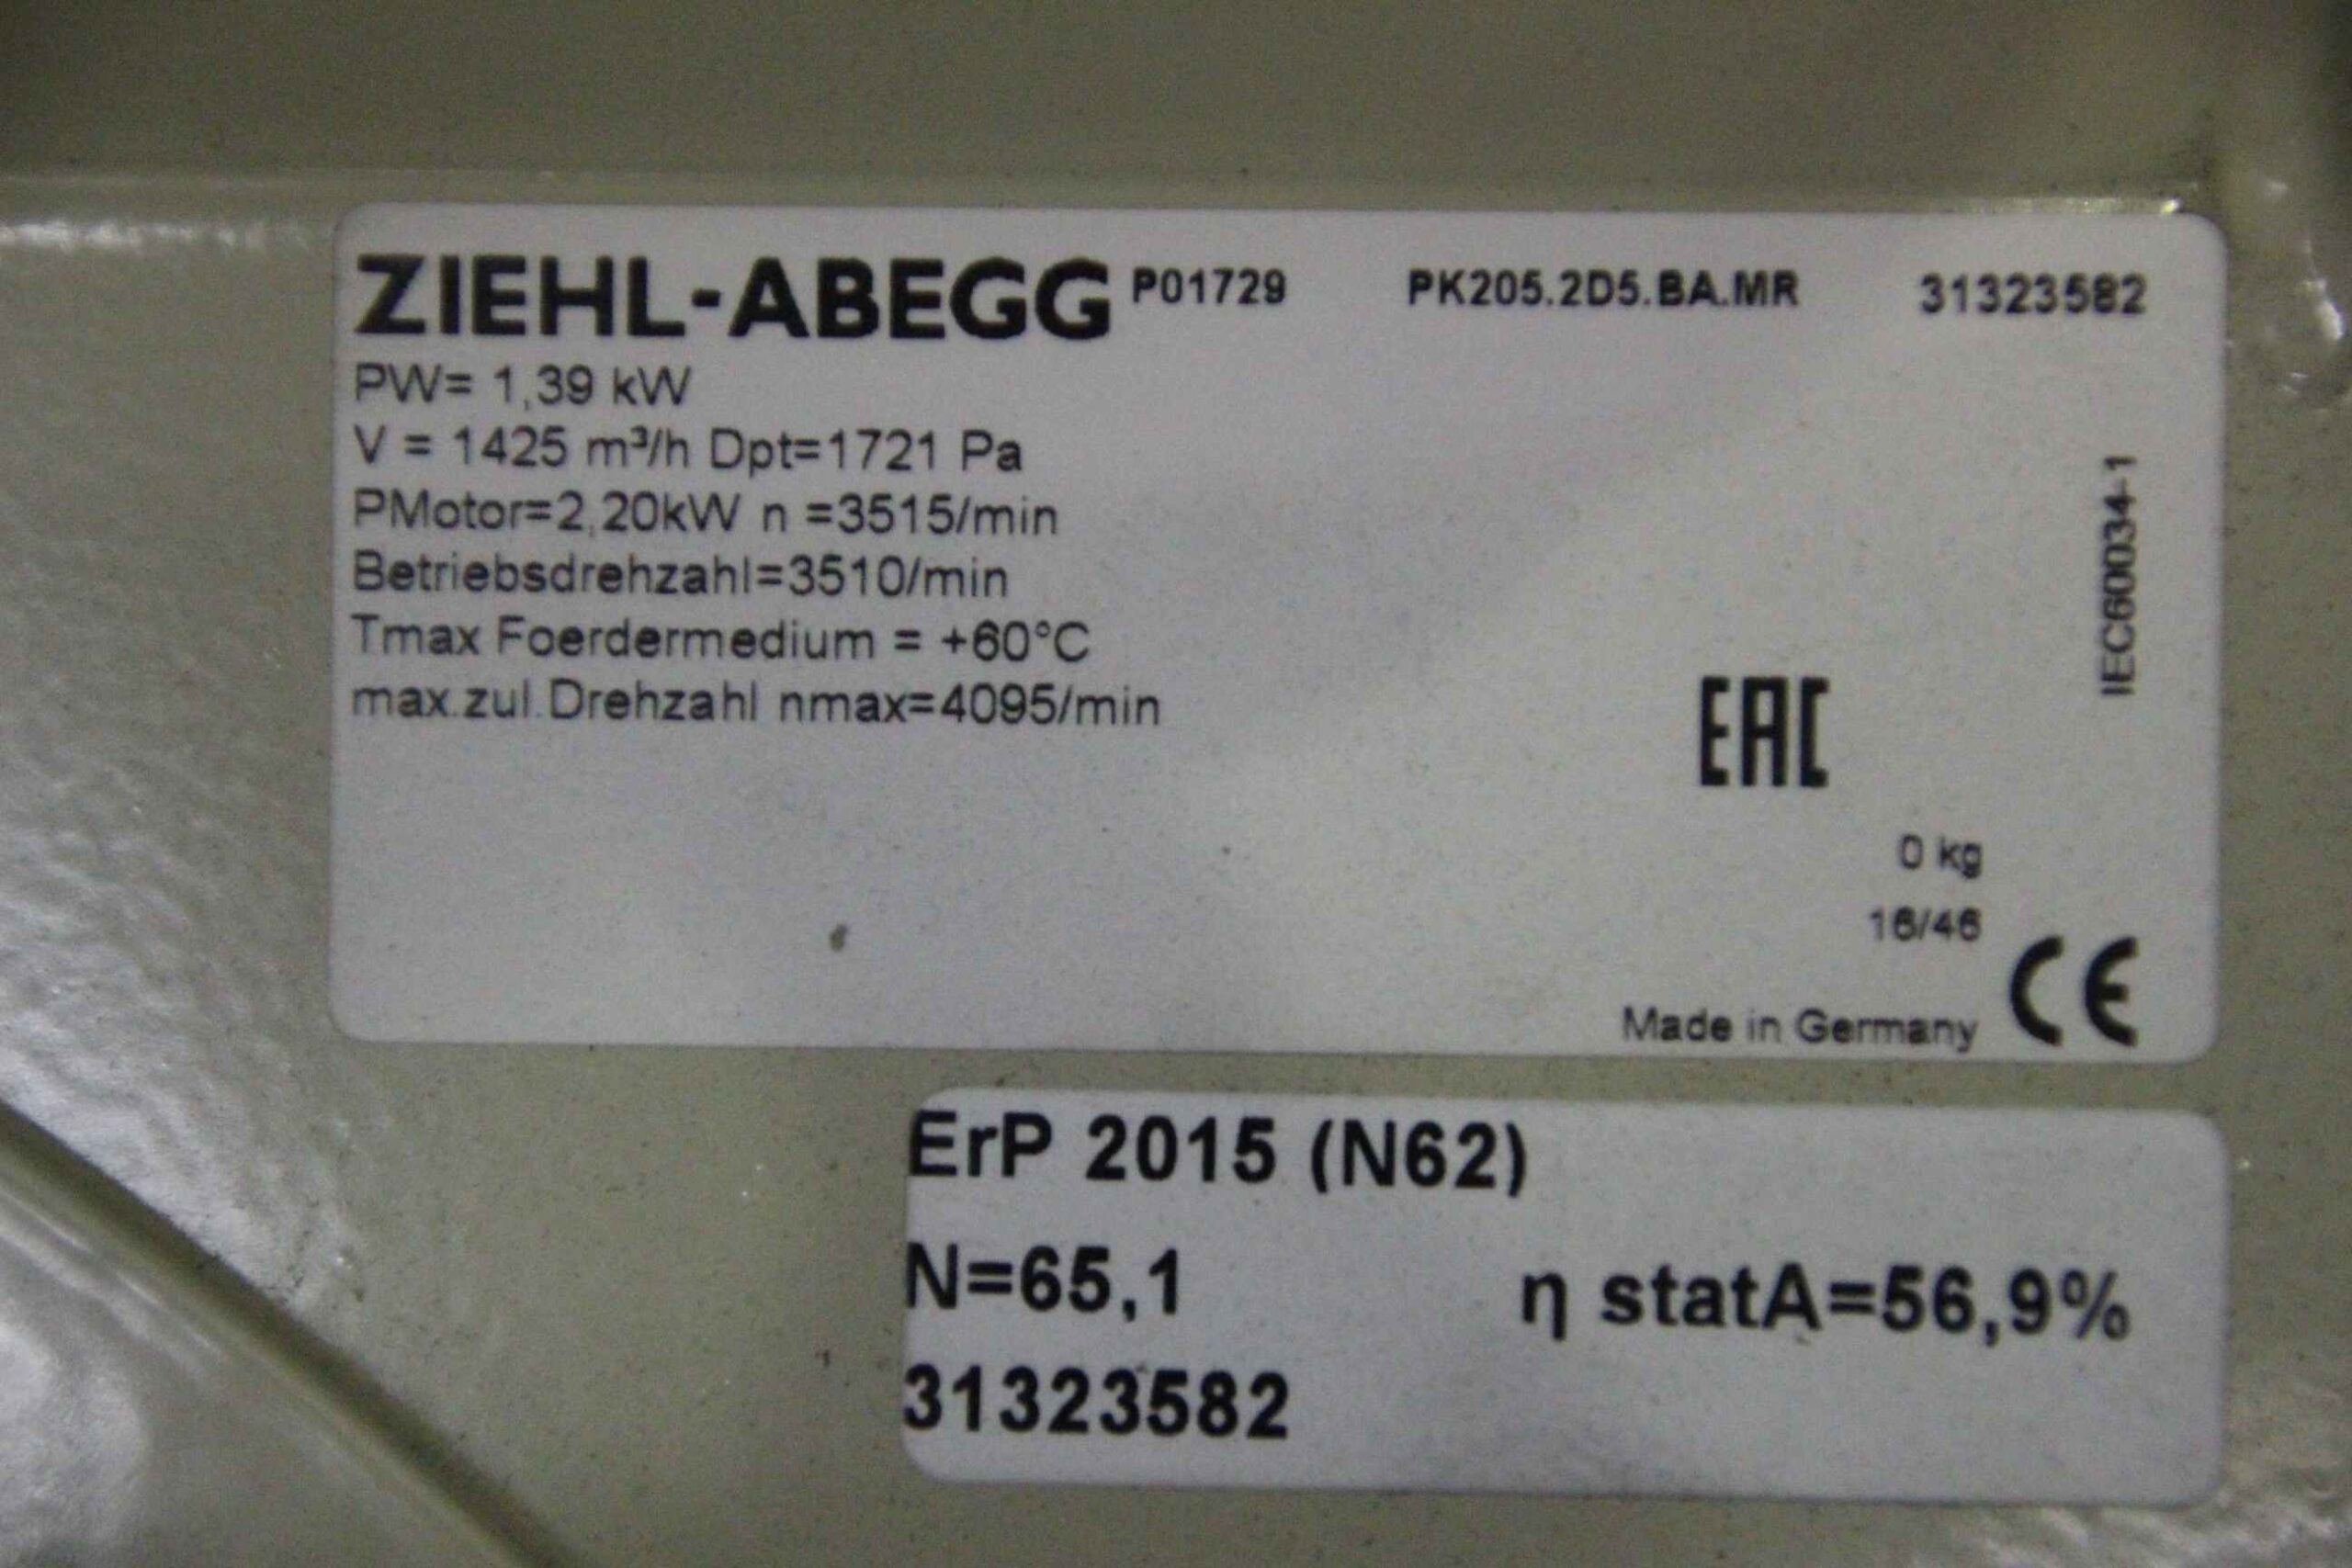 ZIEHL-ABEGG P01729 PK205.2D5.BA.MR 31323582
PW= 1,39 kW
V = 1425 m³/h Dpt=1721 Pa
PMotor=2,20kW n =3515/min
Betriebsdrehzahl=3510/min
Tmax Foerdermedium = +60°C
max.zul.Drehzahl nmax=4095/min
IEC60034-1
EAC
0 kg
16/46
Made in Germany CE
ErP 2015 (N62)
N=65,1 η statA=56,9%
31323582